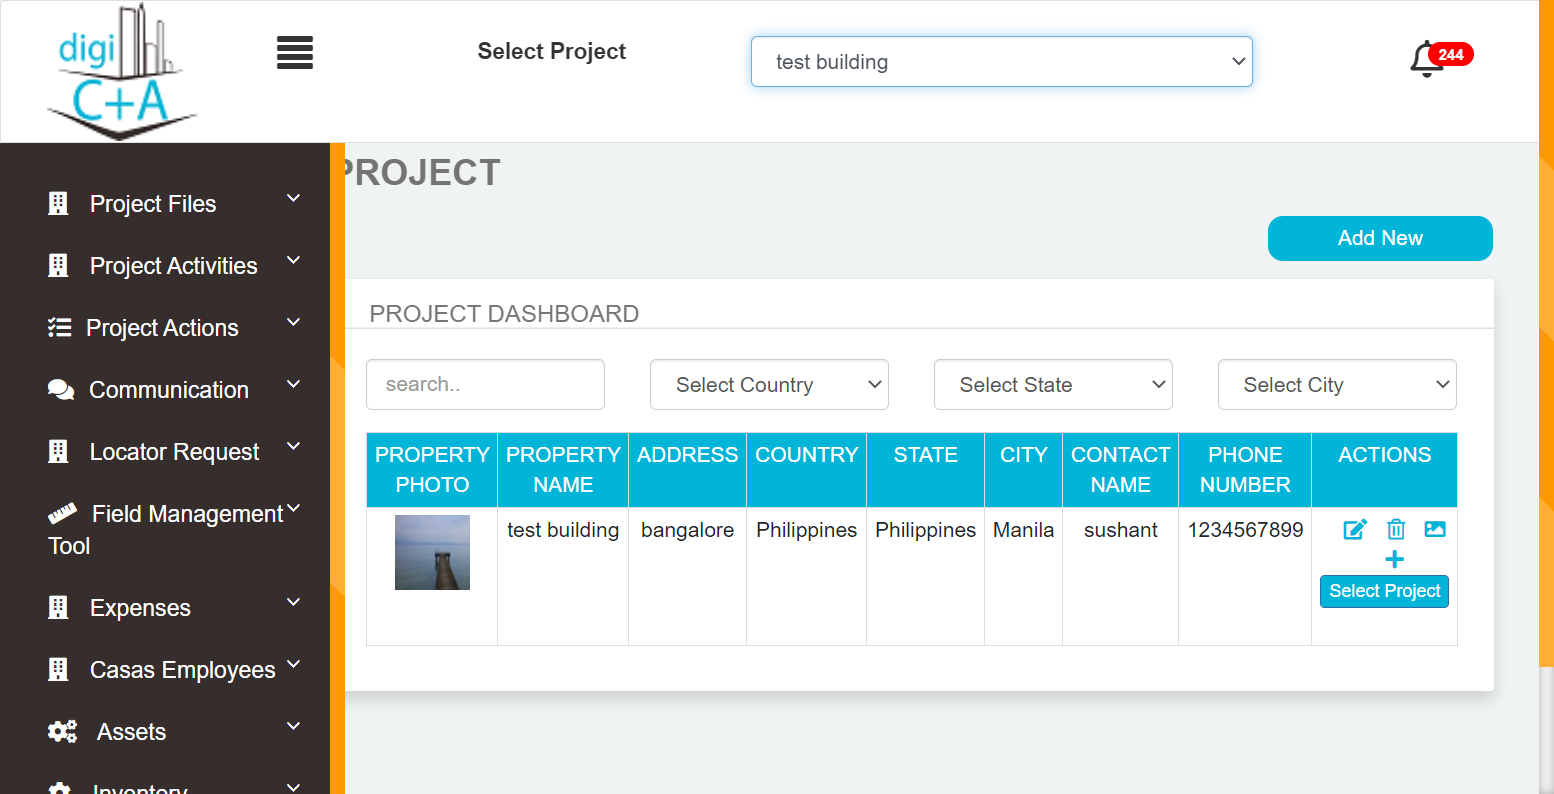 digi
C+A
Select Project
test building
244
PROJECT
Project Files
Project Activities
Project Actions
Communication
Locator Request
Field Management
Tool
Expenses
Casas Employees
Assets
Inventory
Add New
PROJECT DASHBOARD
search..
Select Country
Select State
Select City
PROPERTY PHOTO
PROPERTY NAME
ADDRESS
COUNTRY
STATE
CITY
CONTACT NAME
PHONE NUMBER
ACTIONS
test building
bangalore
Philippines
Philippines
Manila
sushant
1234567899
Select Project